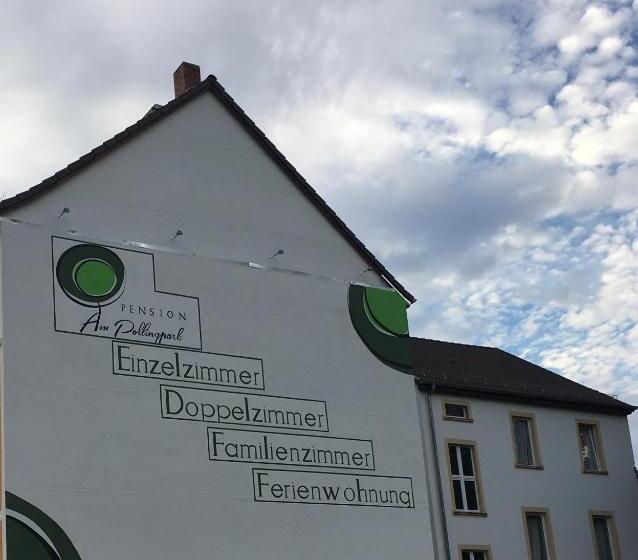 PENSION
Am Pollingpark
Einzelzimmer
Doppelzimmer
Familienzimmer
Ferienwohnung